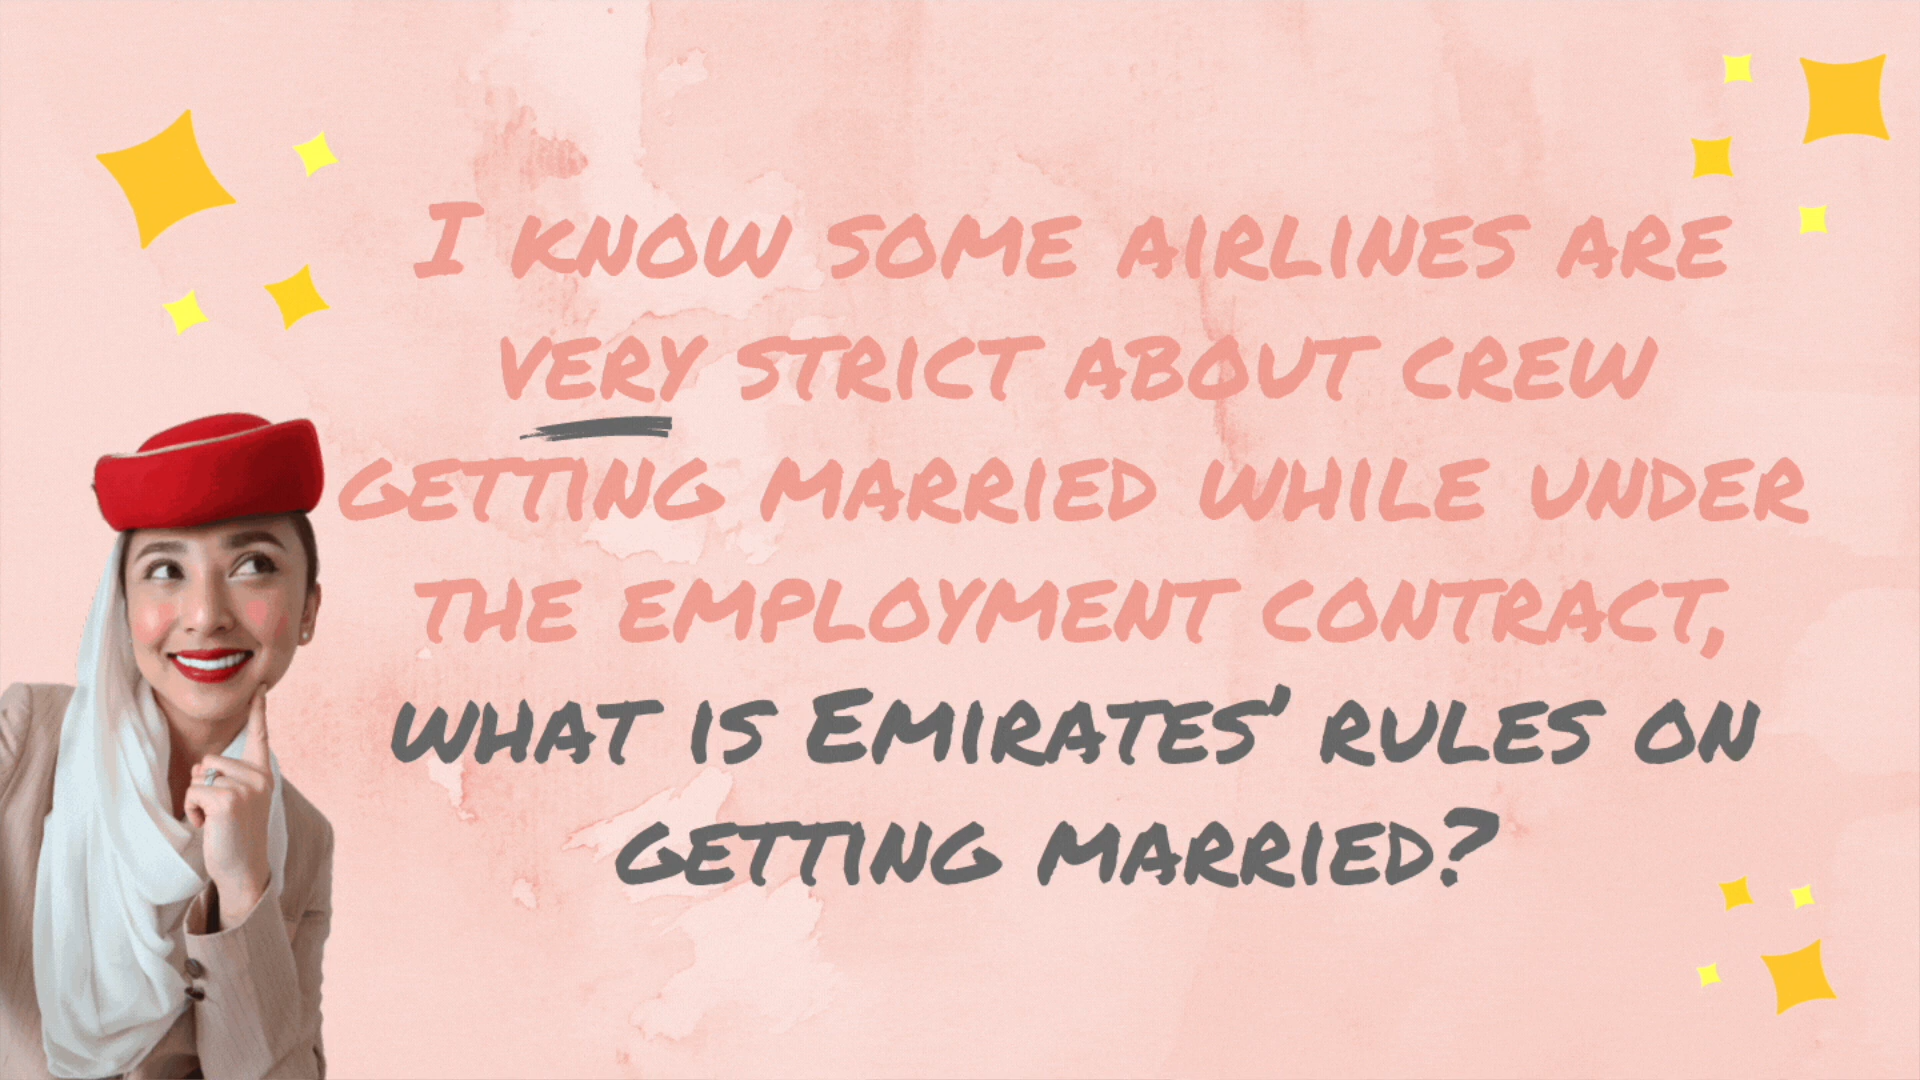 I know some airlines are
very strict about crew
getting married while under
the employment contract,
what is Emirates' rules on
getting married?